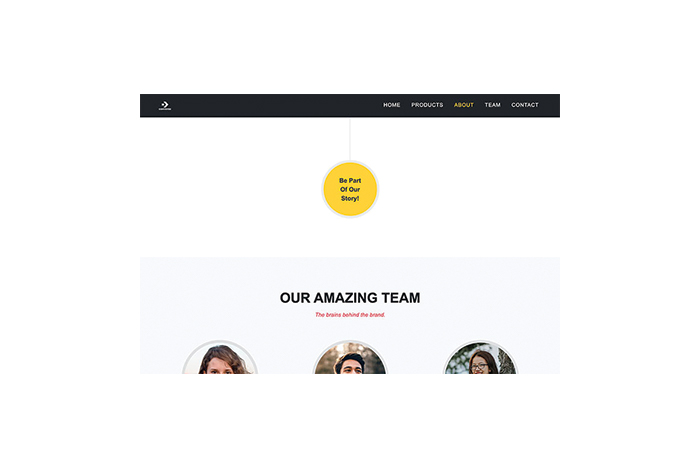 HOME PRODUCTS ABOUT TEAM CONTACT
Be Part
Of Our
Story!
OUR AMAZING TEAM
The brains behind the brand.